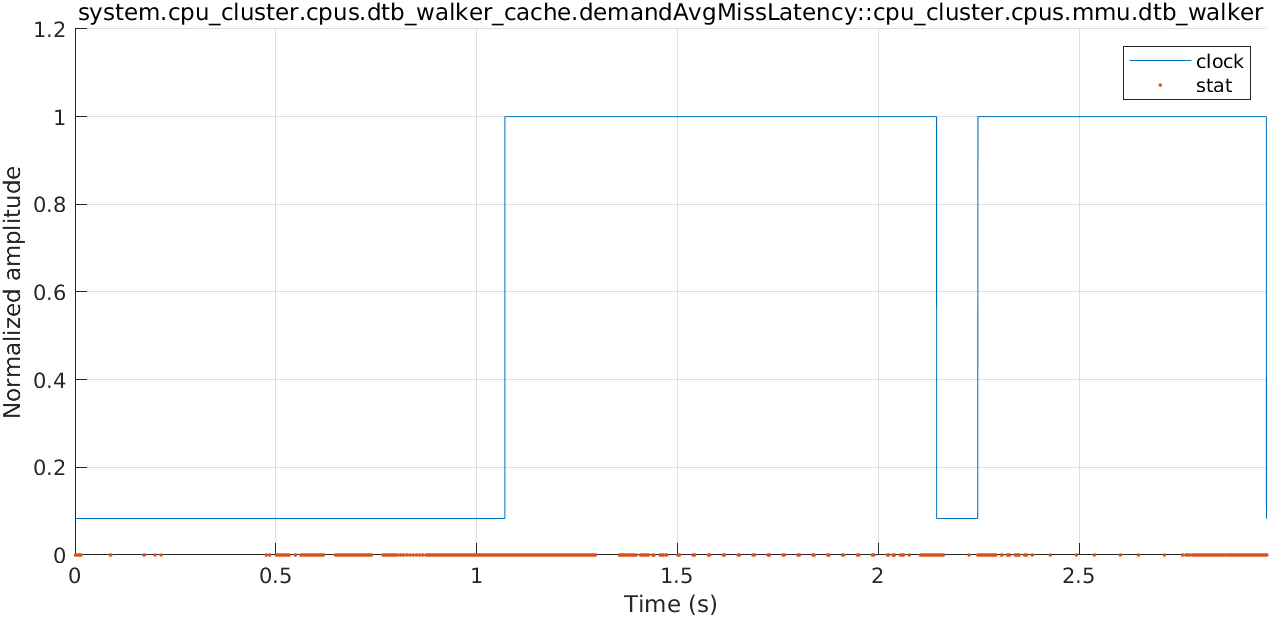 system.cpu_cluster.cpus.dtb_walker_cache.demandAvgMissLatency::cpu_cluster.cpus.mmu.dtb_walker
1.2
1
0.8
0.6
0.4
0.2
0
Normalized amplitude
clock
stat
0 0.5 1 1.5 2 2.5
Time (s)